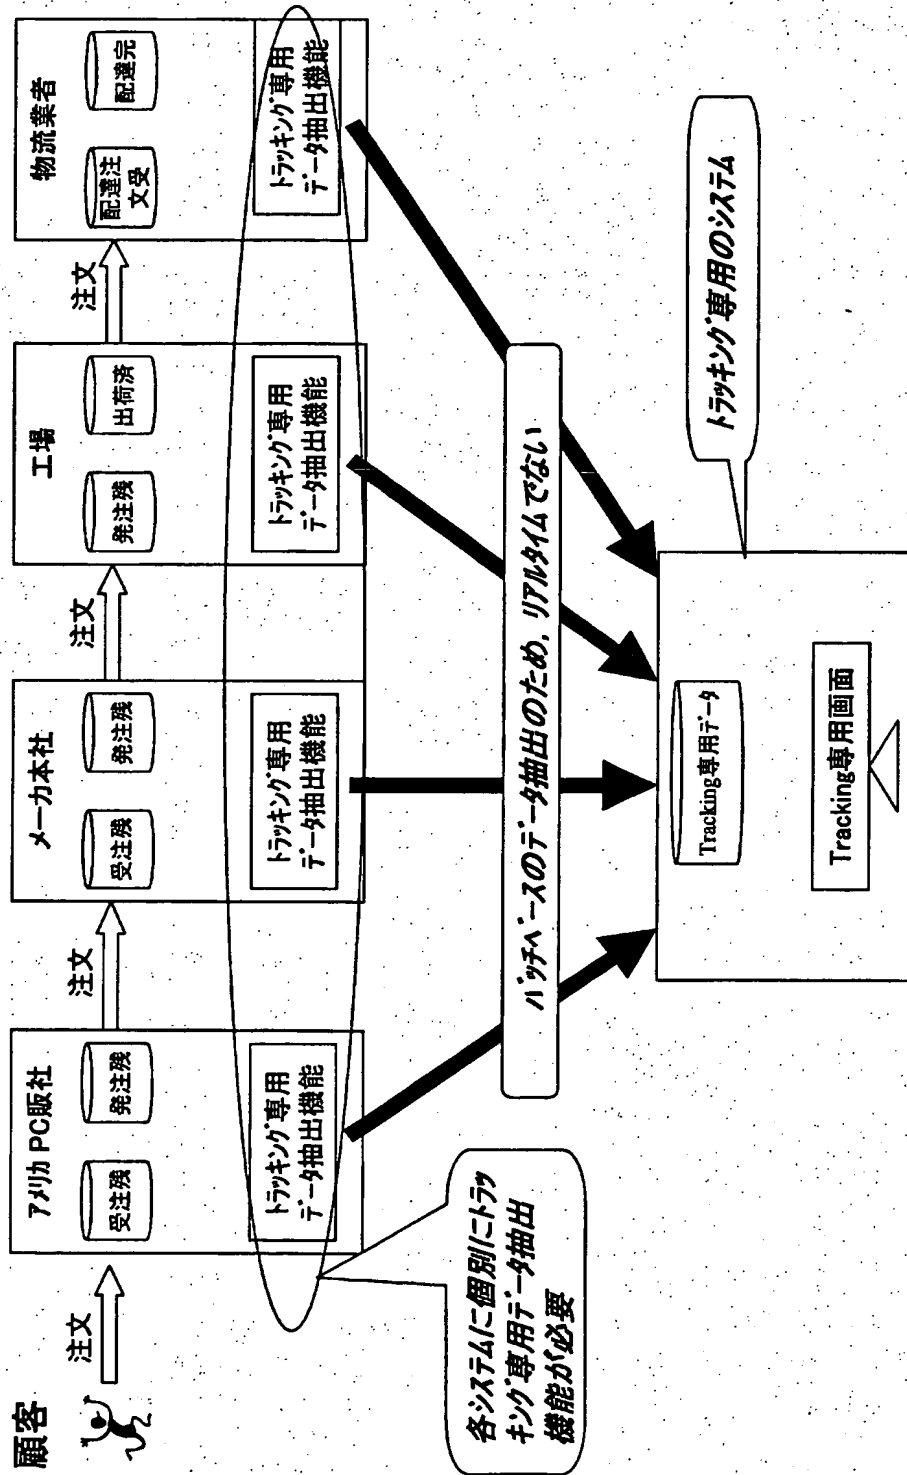 顧客
注文
アメリカPC販社
受注残
発注残
トラッキング専用
データ抽出機能
注文
メーカ本社
受注残
発注残
トラッキング専用
データ抽出機能
注文
工場
発注残
出荷済
トラッキング専用
データ抽出機能
注文
物流業者
配達注
文受
配達完
トラッキング専用
データ抽出機能
各システムに個別にトラッ
キング専用データ抽出
機能が必要
バッチベースのデータ抽出のため、リアルタイムでない
トラッキング専用のシステム
Tracking専用データ
Tracking専用画面